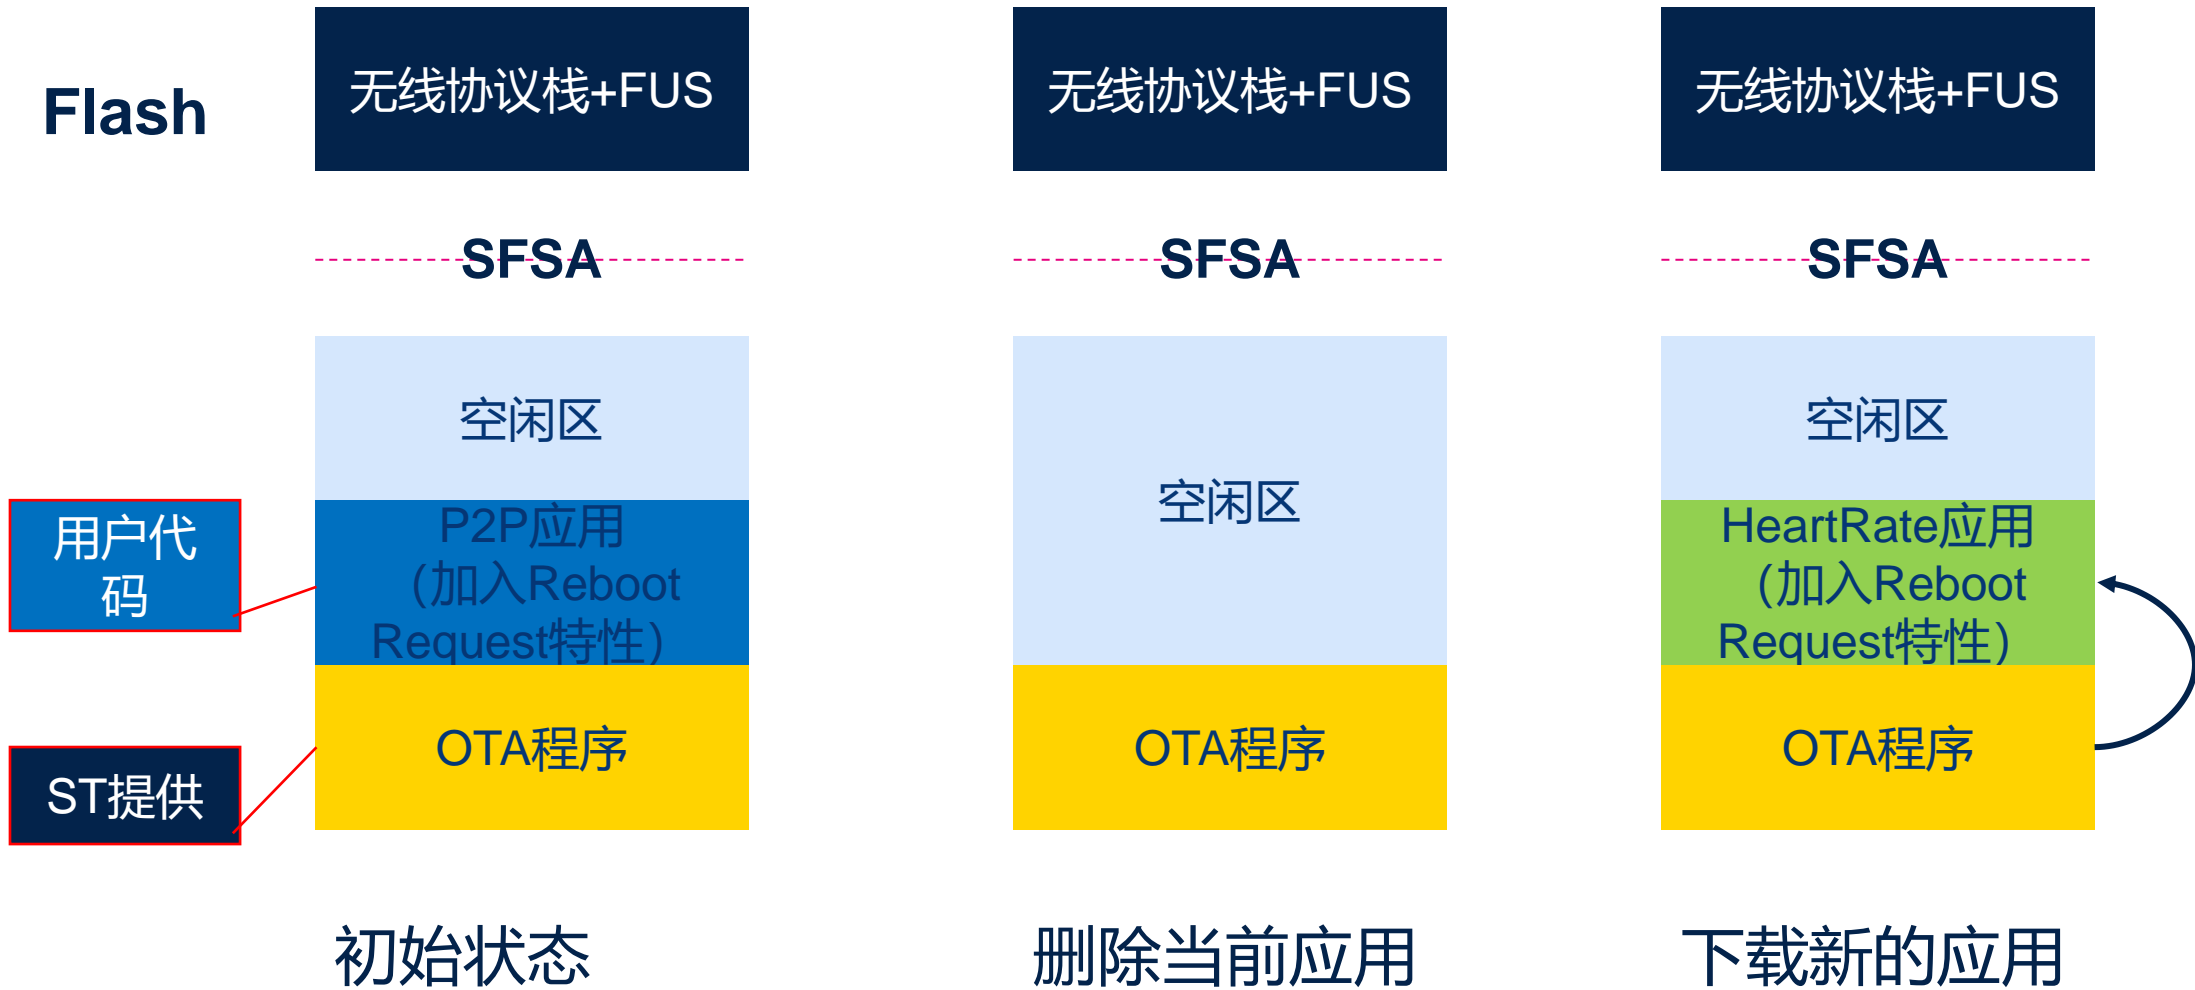 Flash
无线协议栈+FUS
无线协议栈+FUS
无线协议栈+FUS
SFSA
SFSA
SFSA
空闲区
空闲区
空闲区
用户代
码
P2P应用
（加入Reboot
Request特性）
HeartRate应用
（加入Reboot
Request特性）
ST提供
OTA程序
OTA程序
OTA程序
初始状态
删除当前应用
下载新的应用